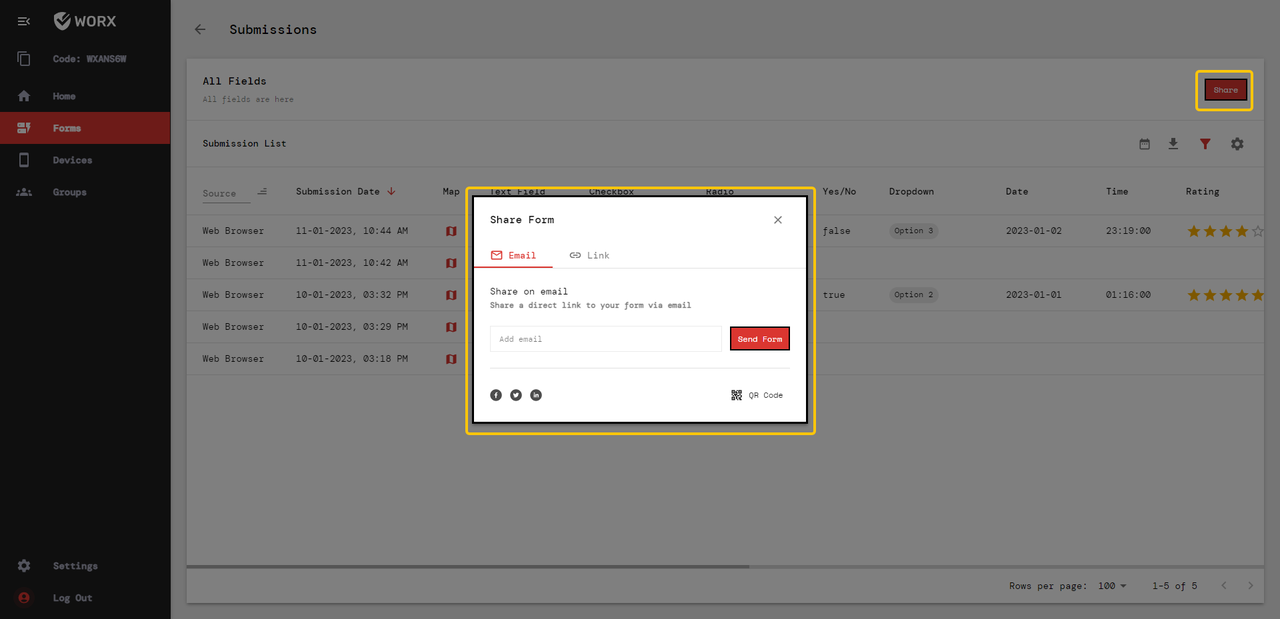 WORX
Submissions
Code: WXANS6W
Home
Forms
Devices
Groups
Settings
Log Out
All Fields
All fields are here
Share
Submission List
Source Submission Date Map Text Field Checkbox Radio Yes/No Dropdown Date Time Rating
Web Browser 11-01-2023, 10:44 AM false Option 3 2023-01-02 23:19:00
Web Browser 11-01-2023, 10:42 AM
Web Browser 10-01-2023, 03:32 PM true Option 2 2023-01-01 01:16:00
Web Browser 10-01-2023, 03:29 PM
Web Browser 10-01-2023, 03:18 PM
Share Form
Email Link
Share on email
Share a direct link to your form via email
Add email Send Form
QR Code
Rows per page: 100 1-5 of 5